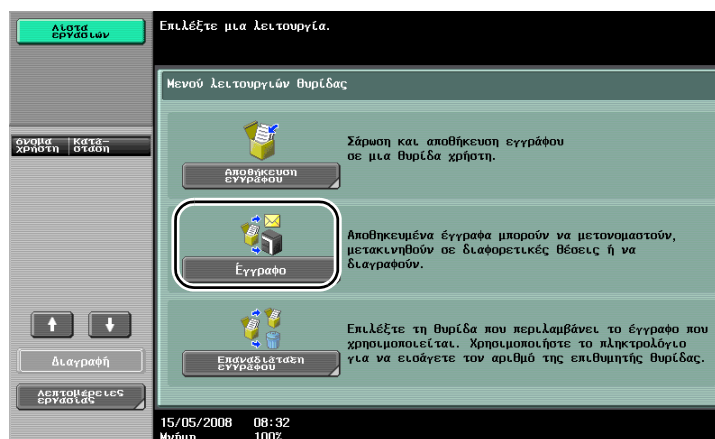 Λίστα
εργασιών
Επιλέξτε μια λειτουργία.
Μενού λειτουργιών θυρίδας
όνομα
χρήστη
Κατά-
σταση
Αποθήκευση
εγγράφου
Σάρωση και αποθήκευση εγγράφου
σε μια θυρίδα χρήστη.
Έγγραφο
Αποθηκευμένα έγγραφα μπορούν να μετονομαστούν,
μετακινηθούν σε διαφορετικές θέσεις ή να
διαγραφούν.
Επαναδιάταξη
εγγράφου
Επιλέξτε τη θυρίδα που περιλαμβάνει το έγγραφο που
χρησιμοποιείται. Χρησιμοποιήστε το πληκτρολόγιο
για να εισάγετε τον αριθμό της επιθυμητής θυρίδας.
Διαγραφή
Λεπτομέρειες
εργασίας
15/05/2008 08:32
Μνήμη 100%